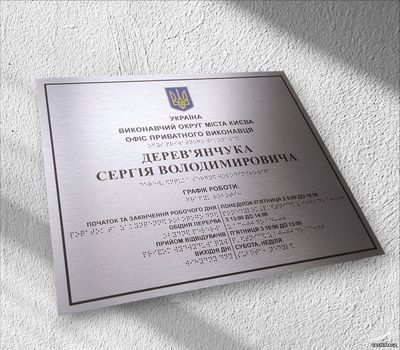 УКРАЇНА
ВИКОНАВЧИЙ ОКРУГ МІСТА КИЄВА
ОФІС ПРИВАТНОГО ВИКОНАВЦЯ
ДЕРЕВ'ЯНЧУКА
СЕРГІЯ ВОЛОДИМИРОВИЧА
ГРАФІК РОБОТИ:
ПОЧАТОК ТА ЗАКІНЧЕННЯ РОБОЧОГО ДНЯ ПОНЕДІЛОК-П'ЯТНИЦЯ З 9:00 ДО 18:00
ОБІДНЯ ПЕРЕРВА З 13:00 ДО 14:00
ПРИЙОМ ВІДВІДУВАЧІВ П'ЯТНИЦЯ З 10:00 ДО 13:00
ВИХІДНІ ДНІ СУБОТА, НЕДІЛЯ